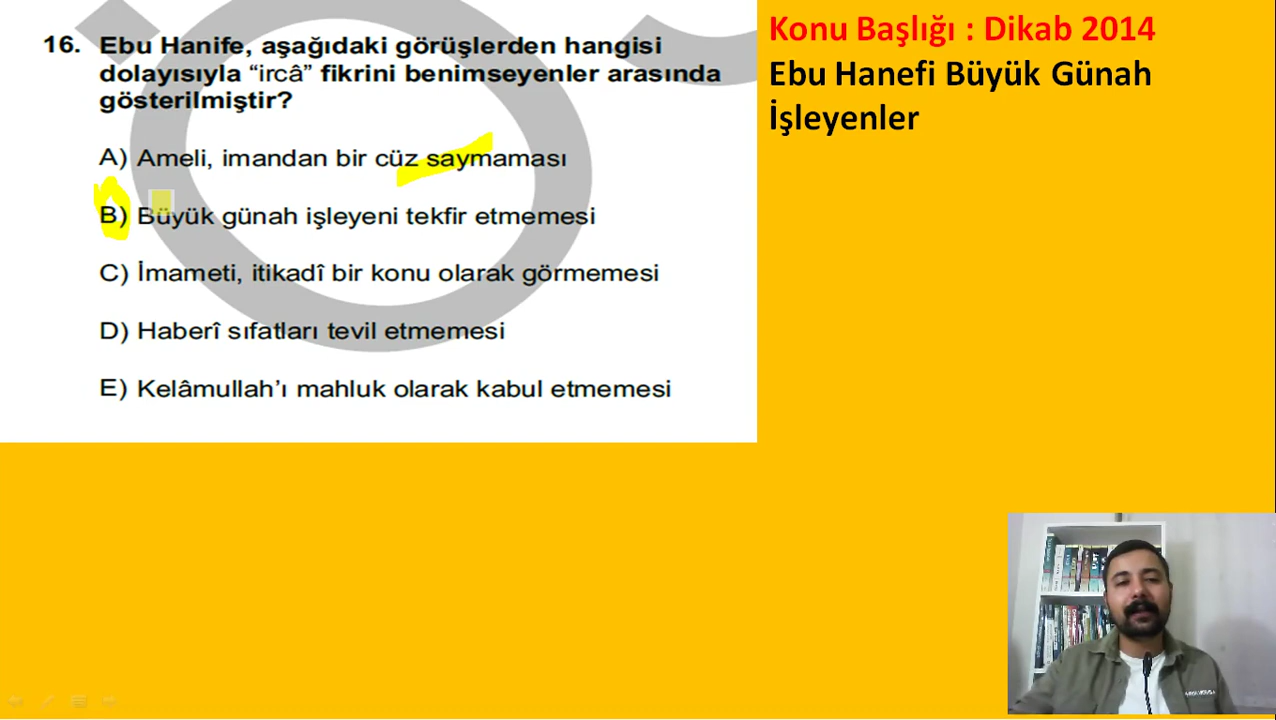 16. Ebu Hanife, aşağıdaki görüşlerden hangisi
dolayısıyla “ircâ” fikrini benimseyenler arasında
gösterilmiştir?
A) Ameli, imandan bir cüz saymaması
B) Büyük günah işleyeni tekfir etmemesi
C) İmameti, itikadî bir konu olarak görmemesi
D) Haberî sıfatları tevil etmemesi
E) Kelâmullah’ı mahluk olarak kabul etmemesi
Konu Başlığı : Dikab 2014
Ebu Hanefi Büyük Günah
İşleyenler